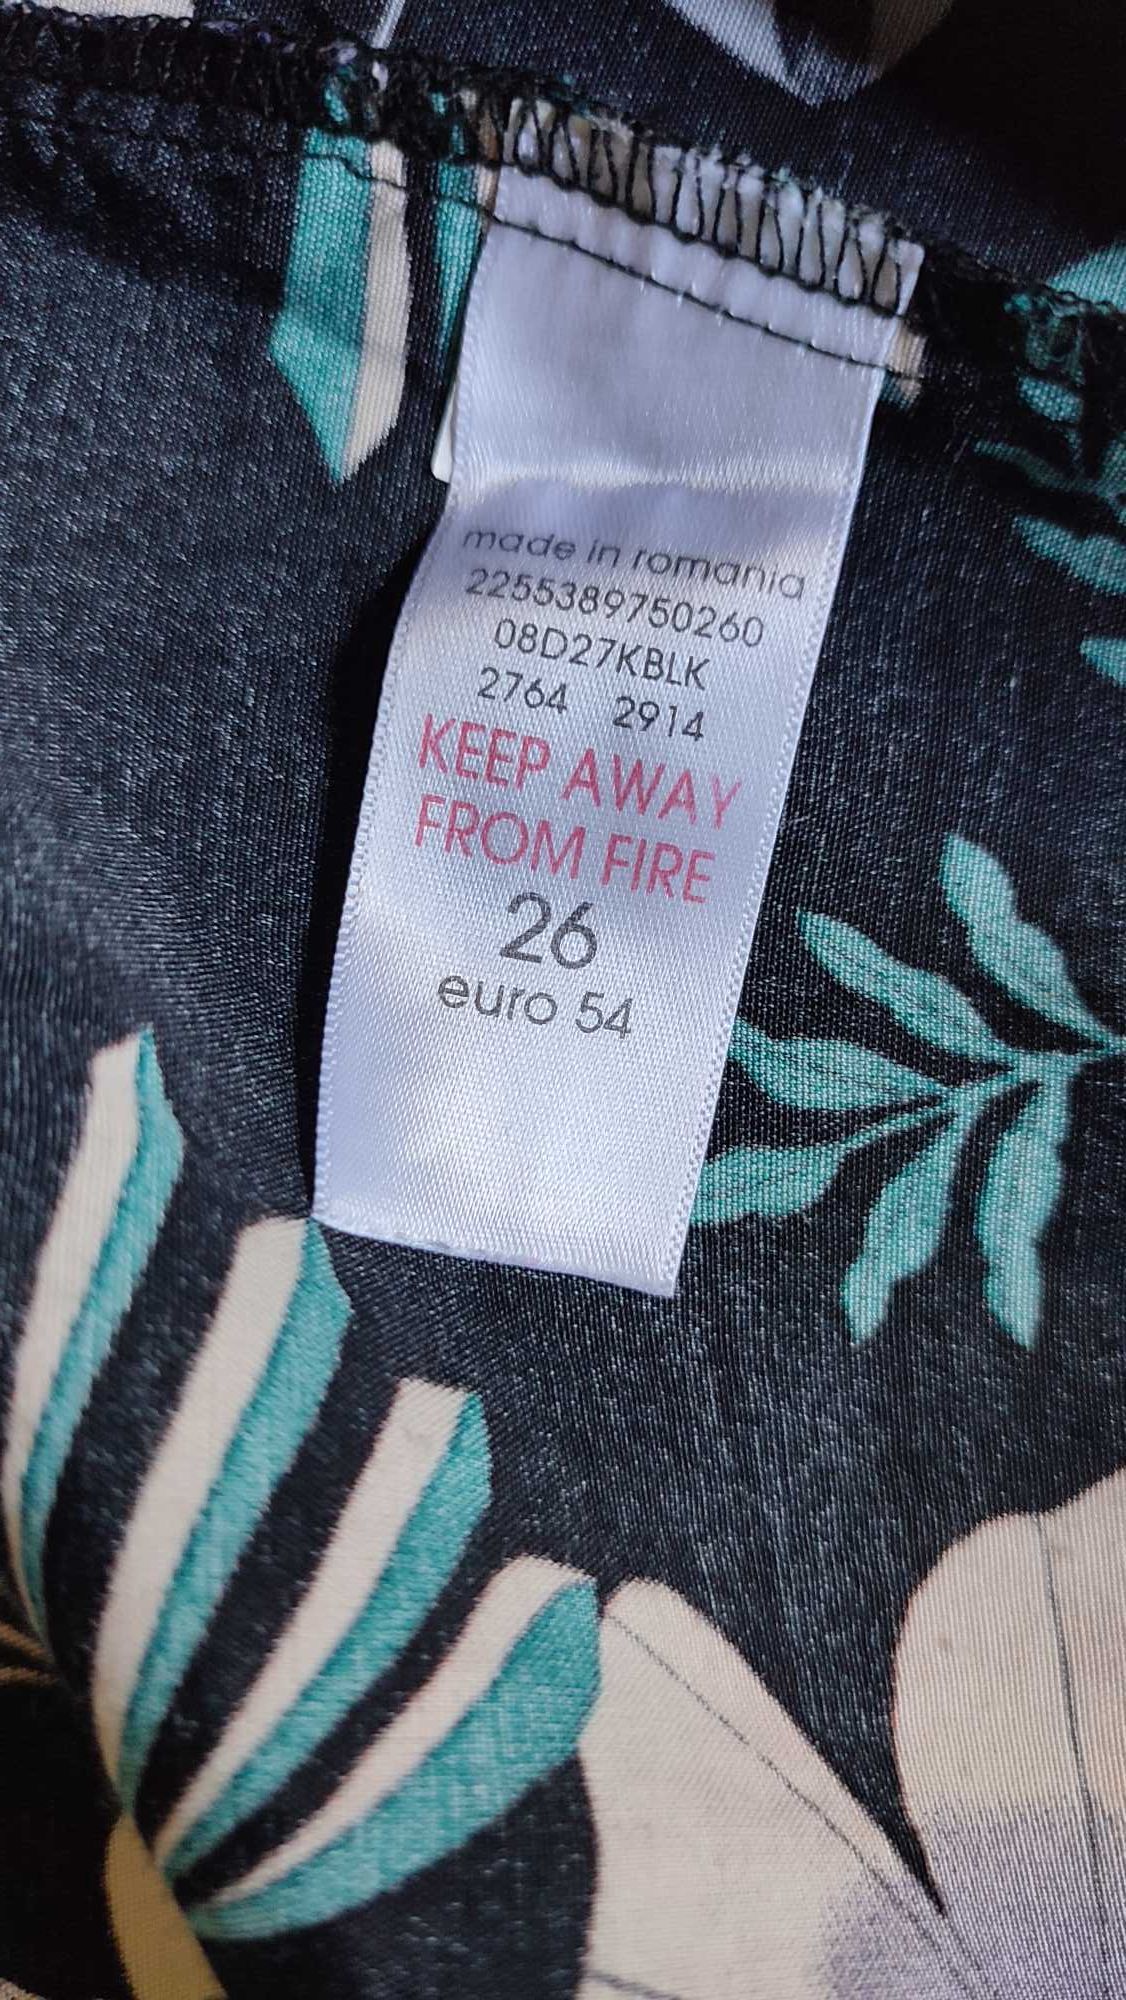 made in romania
2255389750260
08D27KBLK
2764 2914
KEEP AWAY
FROM FIRE
26
euro 54